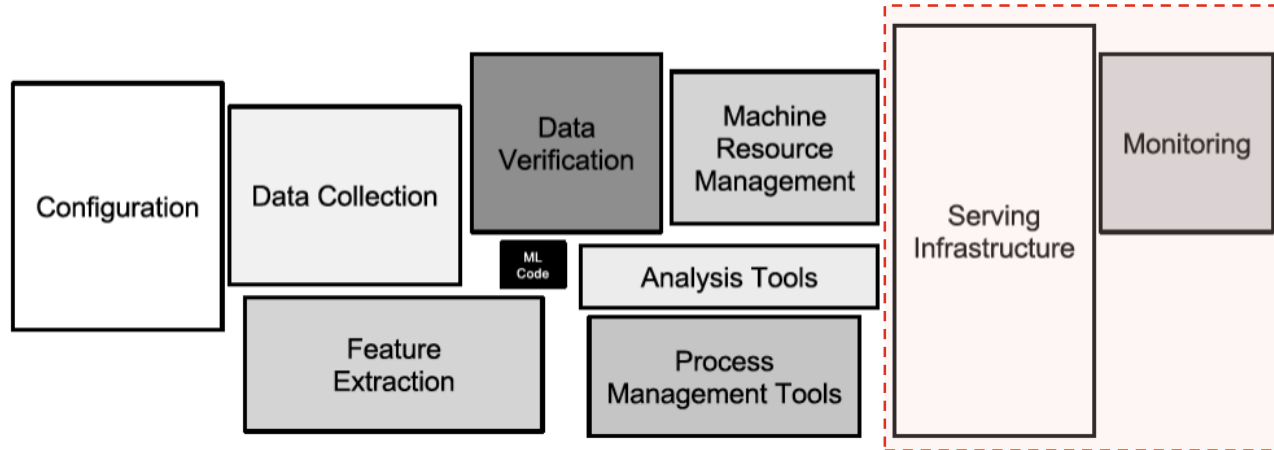 Configuration
Data Collection
Feature
Extraction
Data
Verification
ML
Code
Machine
Resource
Management
Analysis Tools
Process
Management Tools
Serving
Infrastructure
Monitoring